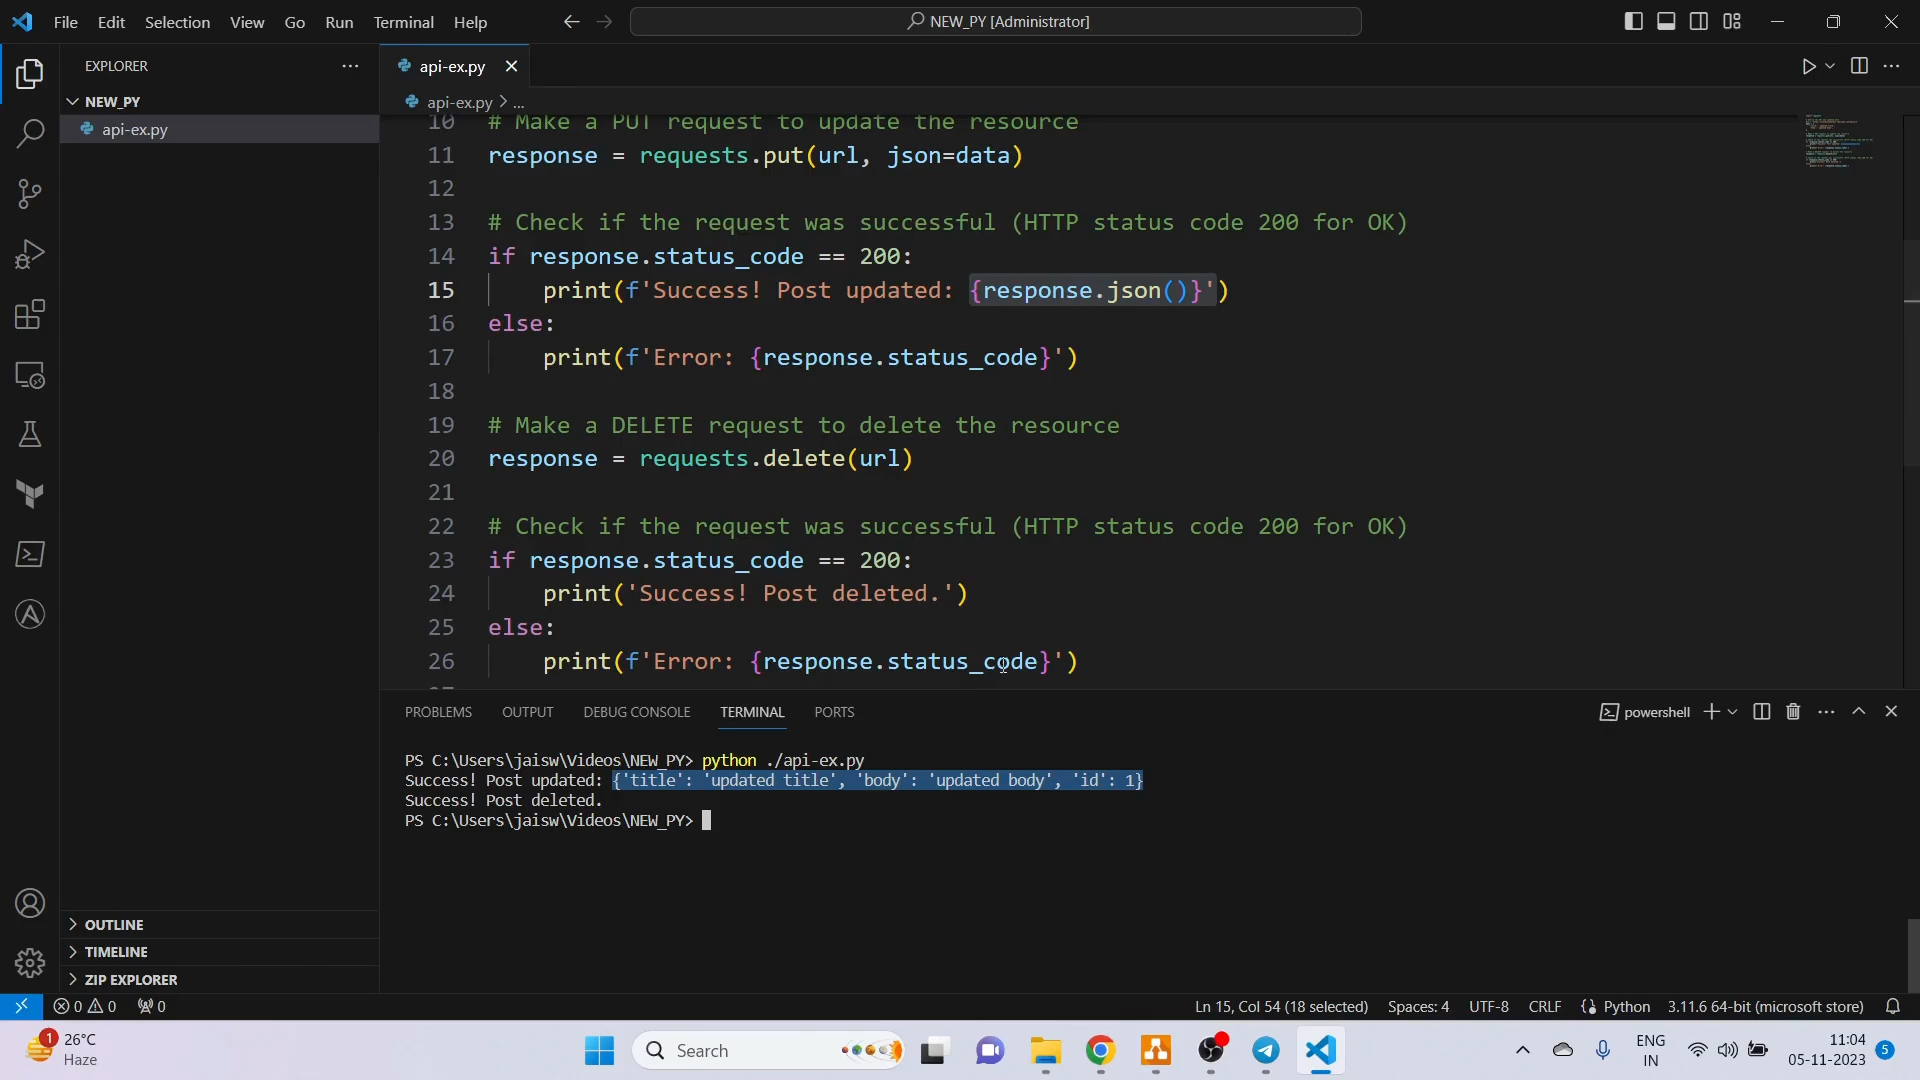 File Edit Selection View Go Run Terminal Help
NEW_PY [Administrator]
EXPLORER
NEW_PY
api-ex.py
api-ex.py
api-ex.py > ...
10 # Make a PUT request to update the resource
11 response = requests.put(url, json=data)
12
13 # Check if the request was successful (HTTP status code 200 for OK)
14 if response.status_code == 200:
15 print(f'Success! Post updated: {response.json()}')
16 else:
17 print(f'Error: {response.status_code}')
18
19 # Make a DELETE request to delete the resource
20 response = requests.delete(url)
21
22 # Check if the request was successful (HTTP status code 200 for OK)
23 if response.status_code == 200:
24 print('Success! Post deleted.')
25 else:
26 print(f'Error: {response.status_code}')
PROBLEMS OUTPUT DEBUG CONSOLE TERMINAL PORTS
powershell
PS C:\Users\jaisw\Videos\NEW_PY> python ./api-ex.py
Success! Post updated: {'title': 'updated title', 'body': 'updated body', 'id': 1}
Success! Post deleted.
PS C:\Users\jaisw\Videos\NEW_PY>
OUTLINE
TIMELINE
ZIP EXPLORER
0 0 0
Ln 15, Col 54 (18 selected) Spaces: 4 UTF-8 CRLF Python 3.11.6 64-bit (microsoft store)
1
26°C
Haze
Search
ENG
IN
11:04
05-11-2023
5